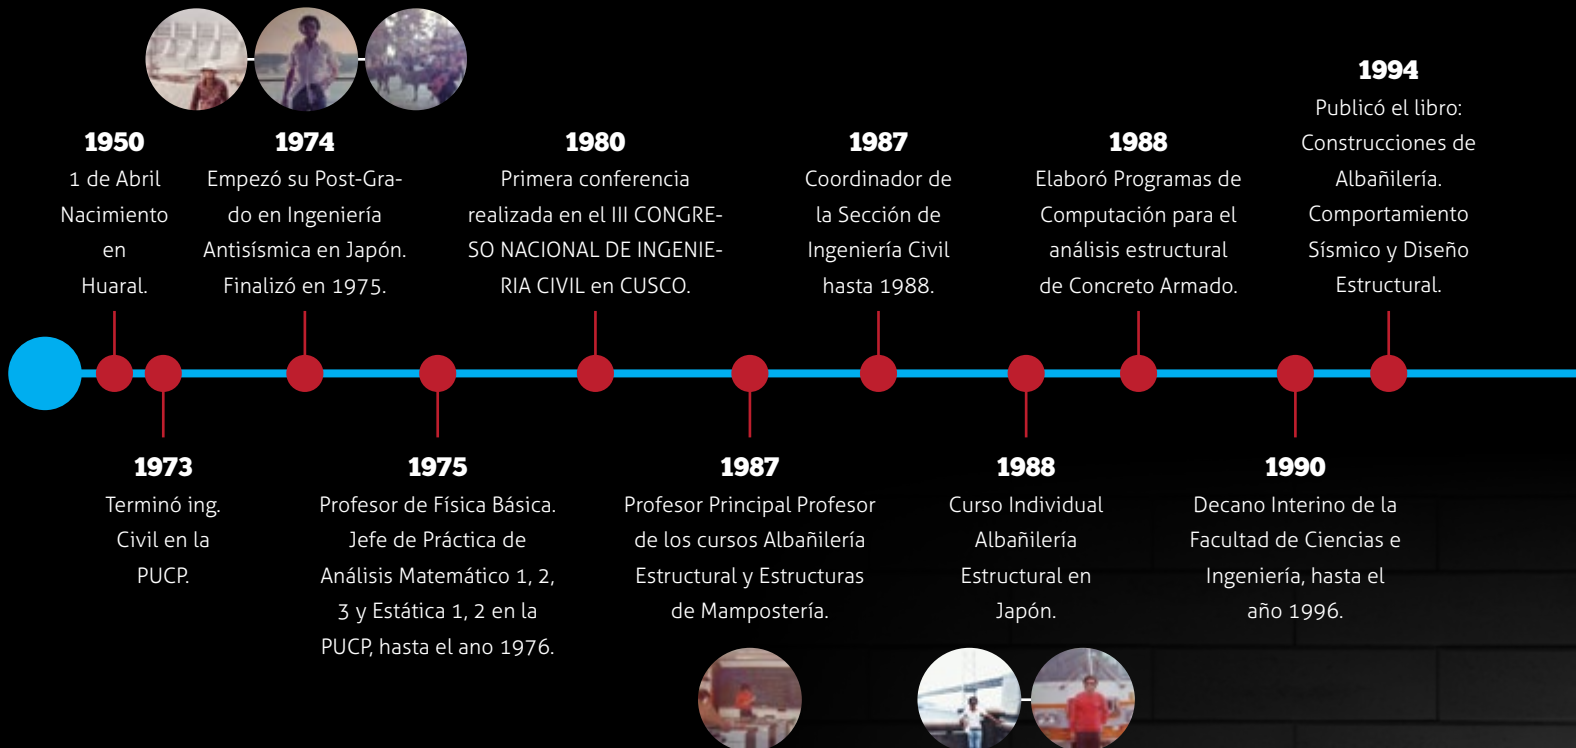 1950
1 de Abril
Nacimiento
en
Huaral.
1974
Empezó su Post-Gra-
do en Ingeniería
Antisísmica en Japón.
Finalizó en 1975.
1980
Primera conferencia
realizada en el III CONGRE-
SO NACIONAL DE INGENIE-
RIA CIVIL en CUSCO.
1987
Coordinador de
la Sección de
Ingeniería Civil
hasta 1988.
1988
Elaboró Programas de
Computación para el
análisis estructural
de Concreto Armado.
1994
Publicó el libro:
Construcciones de
Albañilería.
Comportamiento
Sísmico y Diseño
Estructural.
1973
Terminó ing.
Civil en la
PUCP.
1975
Profesor de Física Básica.
Jefe de Práctica de
Análisis Matemático 1, 2,
3 y Estática 1, 2 en la
PUCP, hasta el ano 1976.
1987
Profesor Principal Profesor
de los cursos Albañilería
Estructural y Estructuras
de Mampostería.
1988
Curso Individual
Albañilería
Estructural en
Japón.
1990
Decano Interino de la
Facultad de Ciencias e
Ingeniería, hasta el
año 1996.